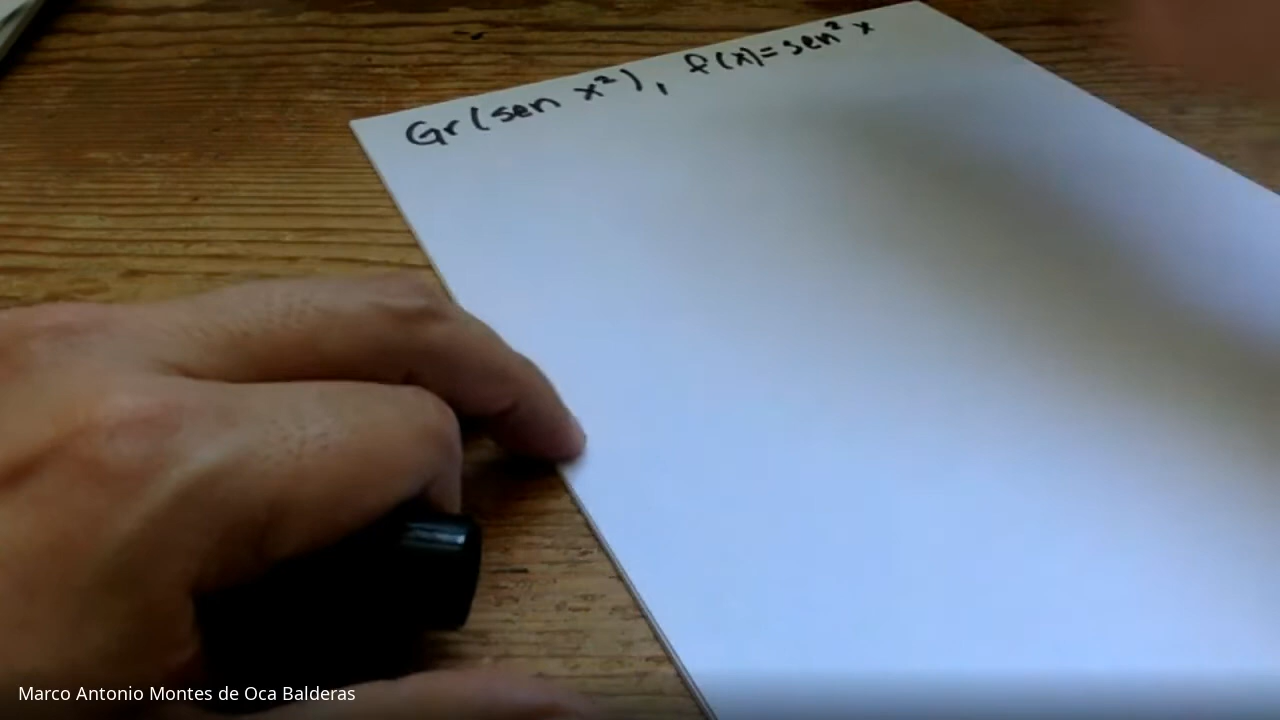 Gr(sen x²), f(x)=sen² x
Marco Antonio Montes de Oca Balderas